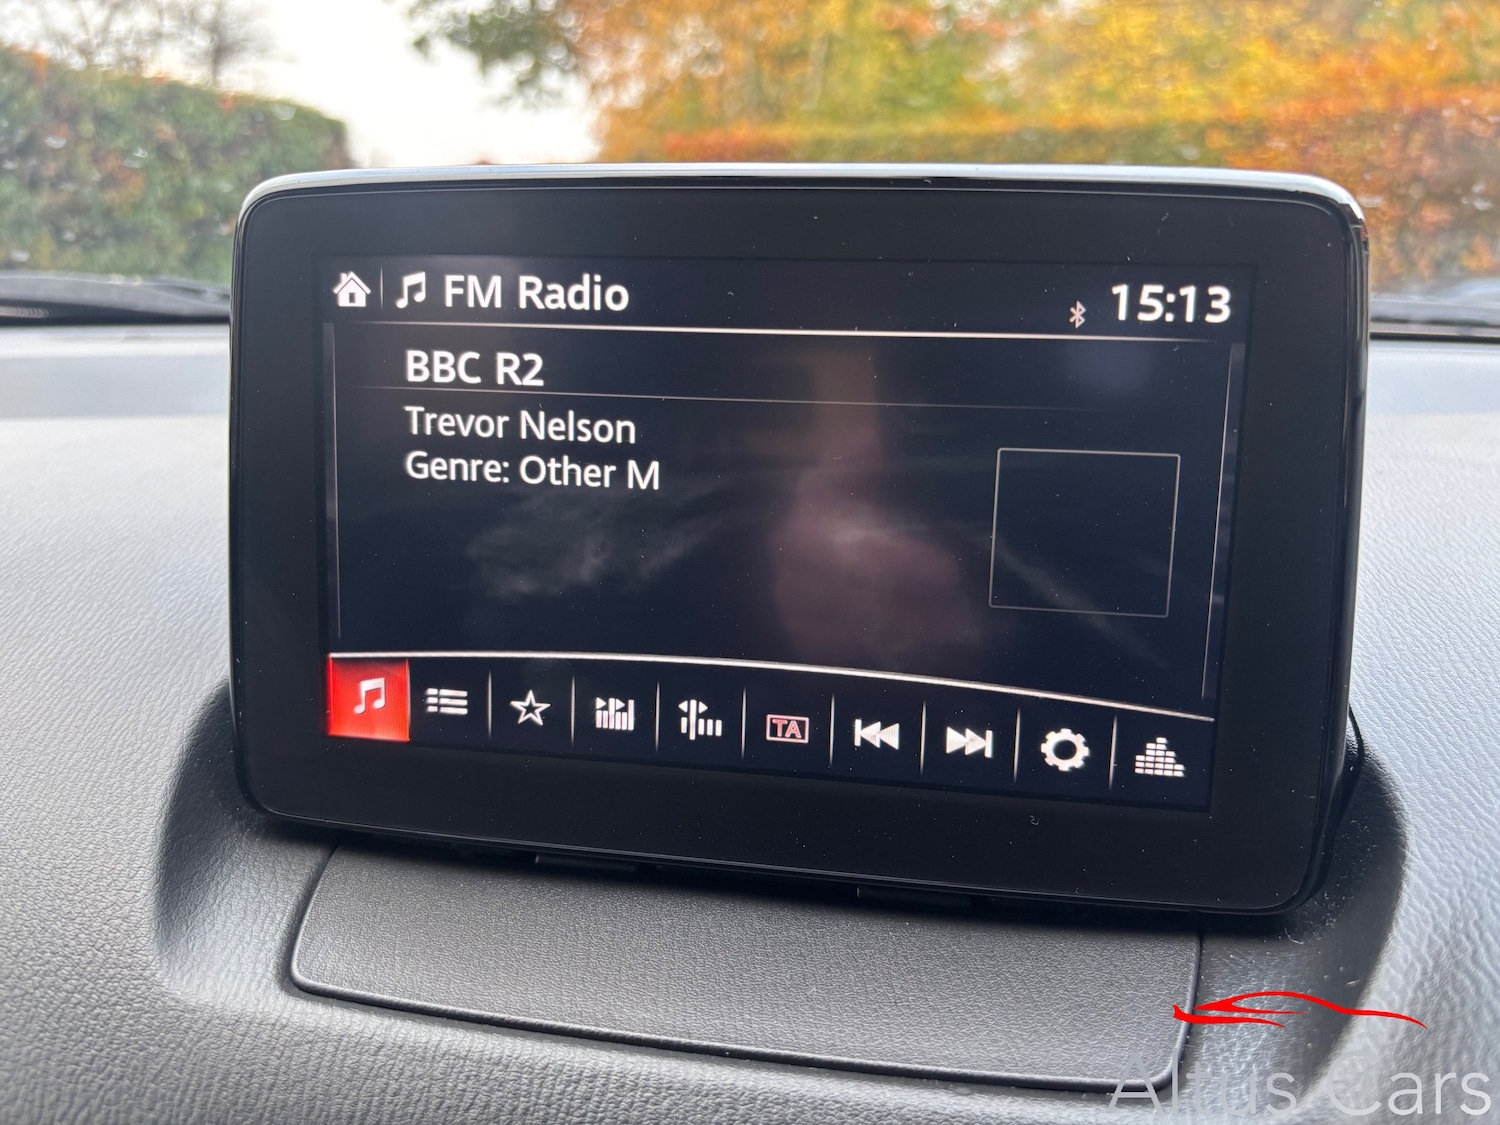 FM Radio
15:13
BBC R2
Trevor Nelson
Genre: Other M
TA
Altus Cars